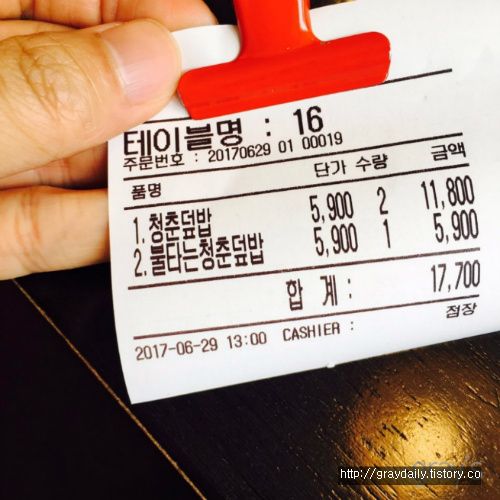 테이블명 : 16
주문번호 : 20170629 01 00019
품명 단가 수량 금액
1. 청춘덮밥 5,900 2 11,800
2. 불타는청춘덮밥 5,900 1 5,900
합 계 : 17,700
2017-06-29 13:00 CASHIER : 점장
http://graydaily.tistory.co